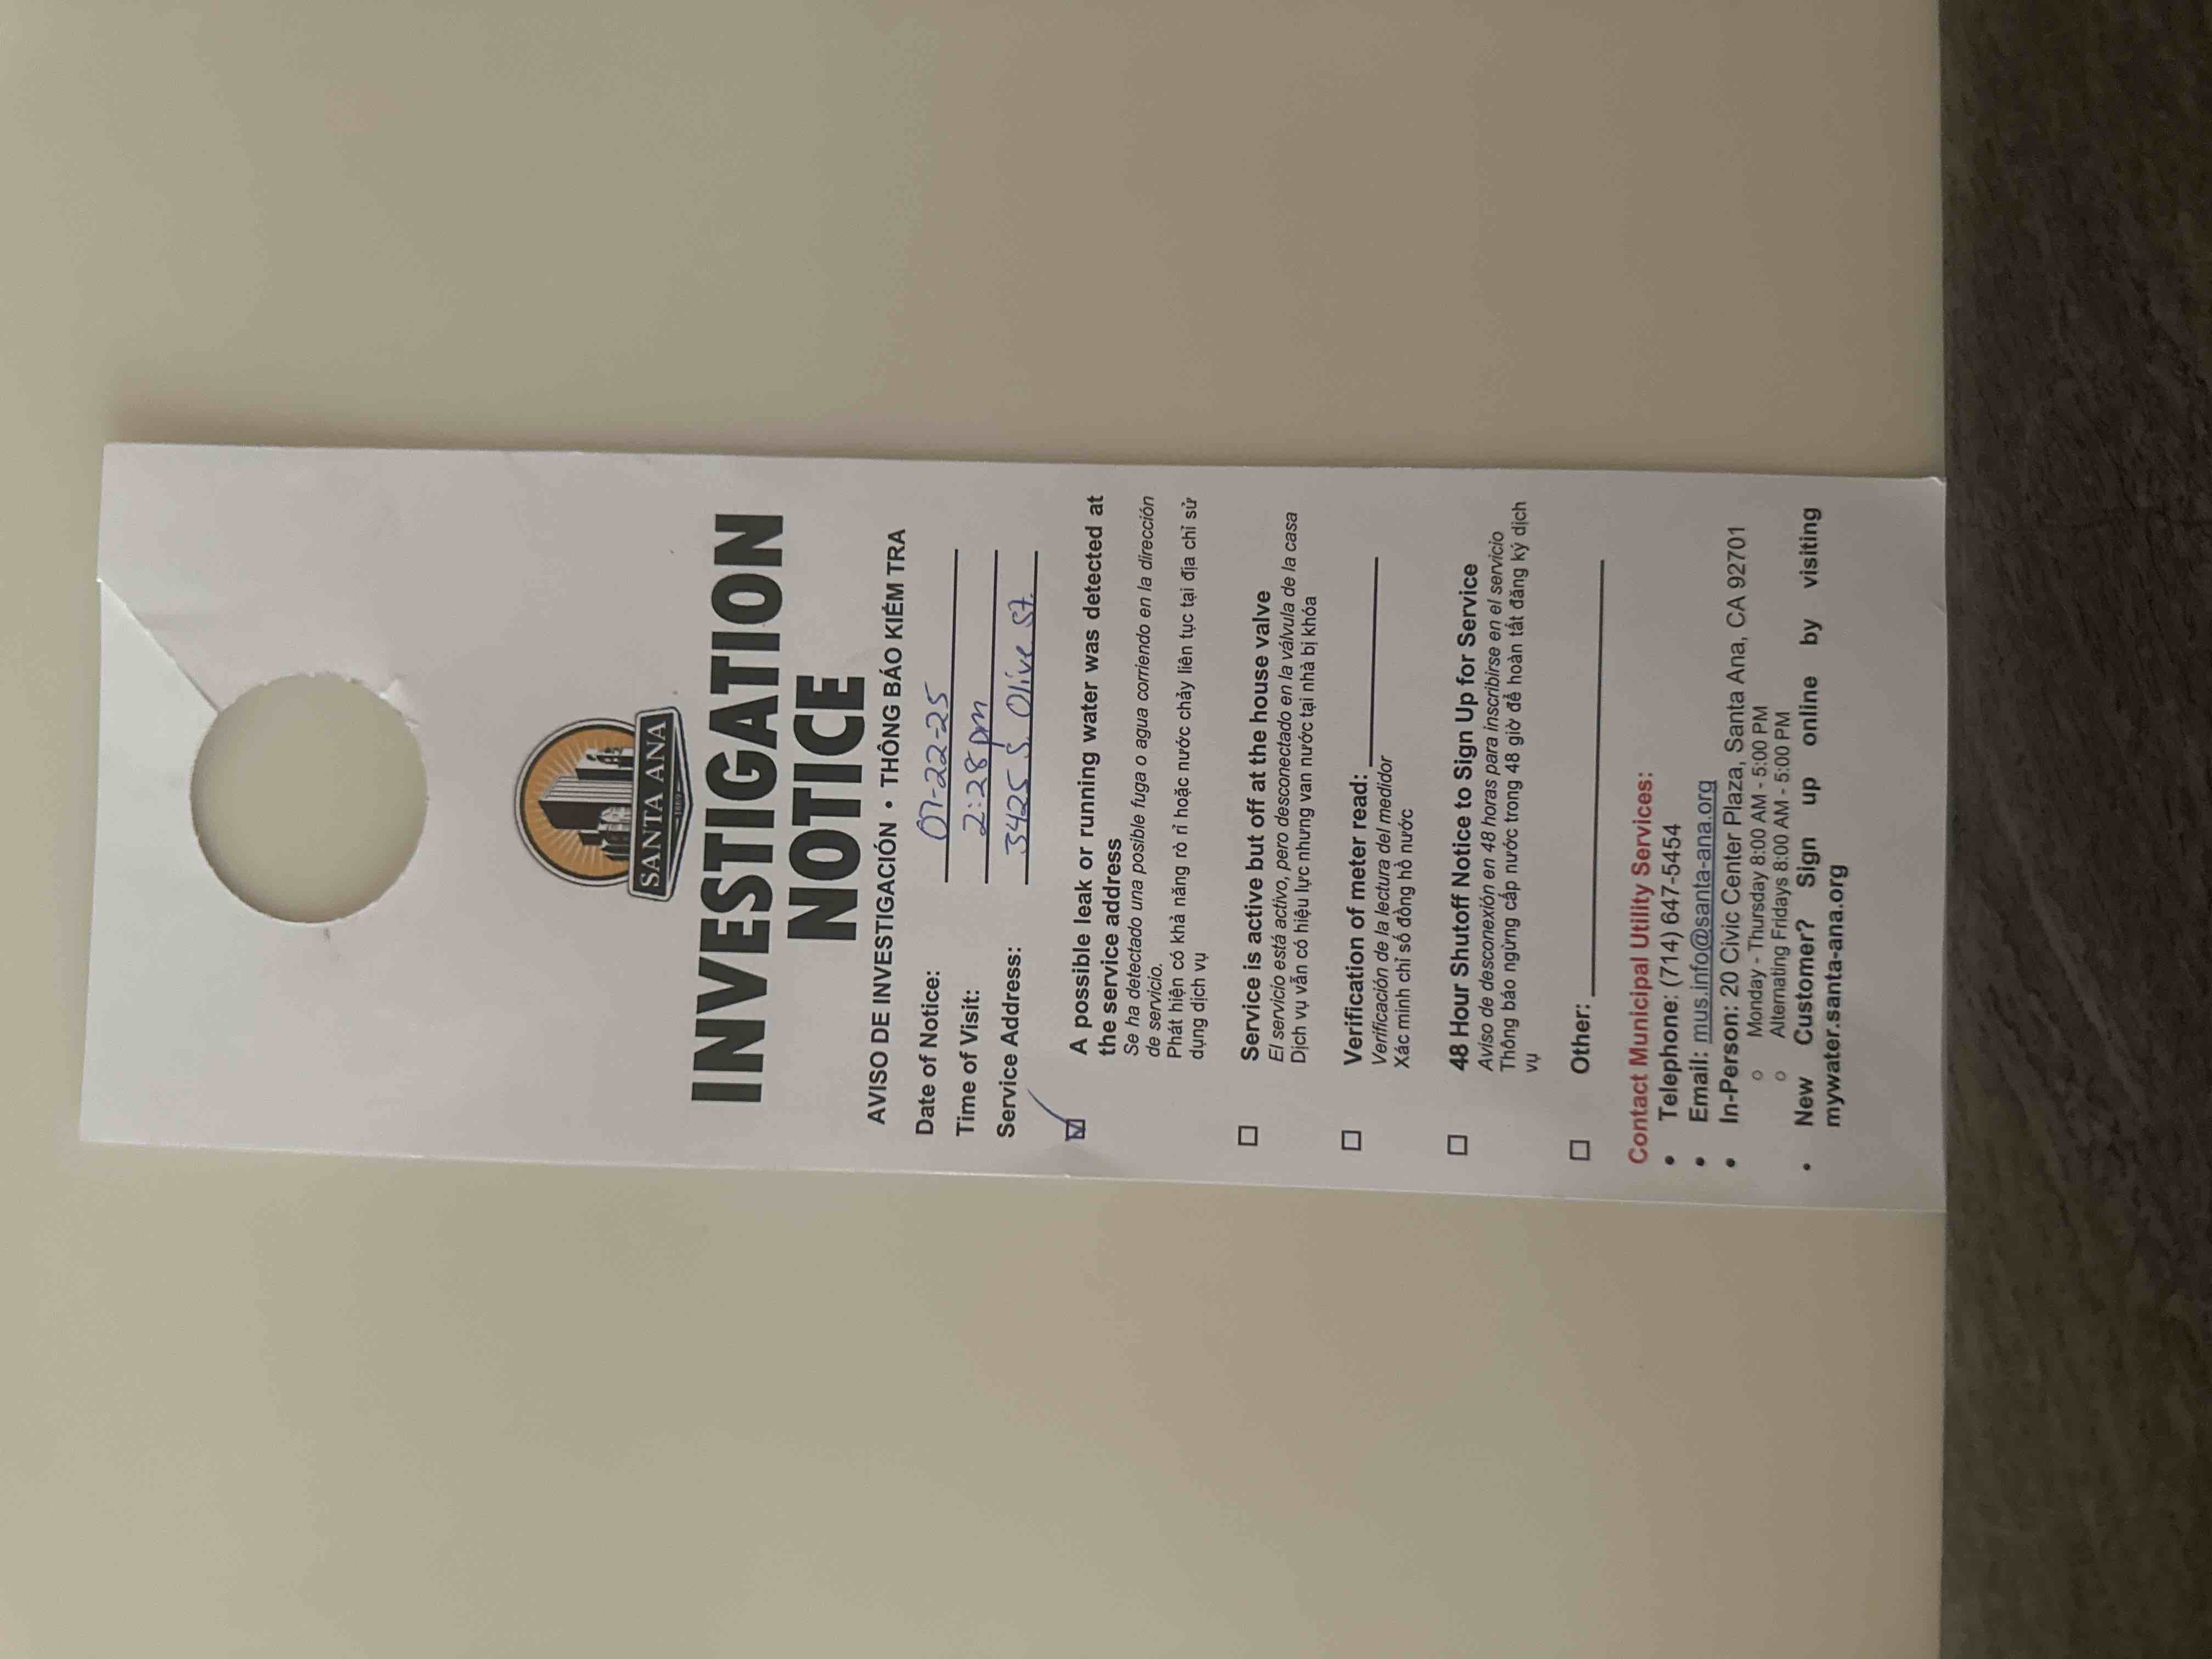 SANTA ANA
1869
INVESTIGATION
NOTICE
AVISO DE INVESTIGACIÓN • THÔNG BÁO KIỂM TRA
Date of Notice: 07-22-25
Time of Visit: 2:28pm
Service Address: 3425 S. Olive St.
☑ A possible leak or running water was detected at
the service address
Se ha detectado una posible fuga o agua corriendo en la dirección
de servicio.
Phát hiện có khả năng rò rỉ hoặc nước chảy liên tục tại địa chỉ sử
dụng dịch vụ
☐ Service is active but off at the house valve
El servicio está activo, pero desconectado en la válvula de la casa
Dịch vụ vẫn có hiệu lực nhưng van nước tại nhà bị khóa
☐ Verification of meter read:
Verificación de la lectura del medidor
Xác minh chỉ số đồng hồ nước
☐ 48 Hour Shutoff Notice to Sign Up for Service
Aviso de desconexión en 48 horas para inscribirse en el servicio
Thông báo ngừng cấp nước trong 48 giờ để hoàn tất đăng ký dịch
vụ
☐ Other:
Contact Municipal Utility Services:
• Telephone: (714) 647-5454
• Email: mus.info@santa-ana.org
• In-Person: 20 Civic Center Plaza, Santa Ana, CA 92701
○ Monday - Thursday 8:00 AM - 5:00 PM
○ Alternating Fridays 8:00 AM - 5:00 PM
• New Customer? Sign up online by visiting
mywater.santa-ana.org